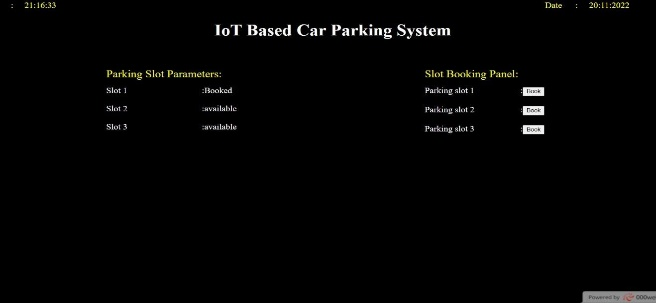 : 21:16:33 Date : 20:11:2022
IoT Based Car Parking System
Parking Slot Parameters: Slot Booking Panel:
Slot 1 :Booked Parking slot 1 : Book
Slot 2 :available Parking slot 2 : Book
Slot 3 :available Parking slot 3 : Book
Powered by 000we